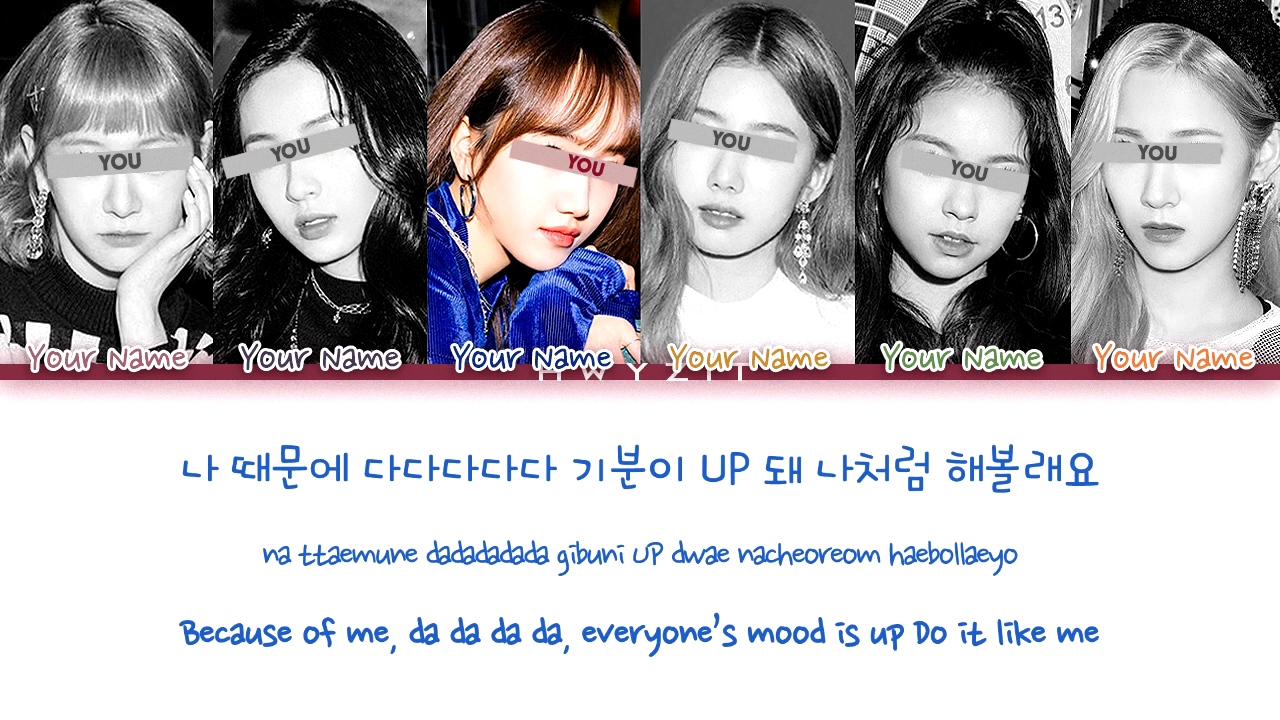 13
YOU YOU YOU YOU YOU YOU
Your Name Your Name Your Name Your Name Your Name Your Name
나 때문에 다다다다다 기분이 UP 돼 나처럼 해볼래요
na ttaemune dadadadada gibuni UP dwae nacheoreom haebollaeyo
Because of me, da da da da, everyone's mood is up Do it like me